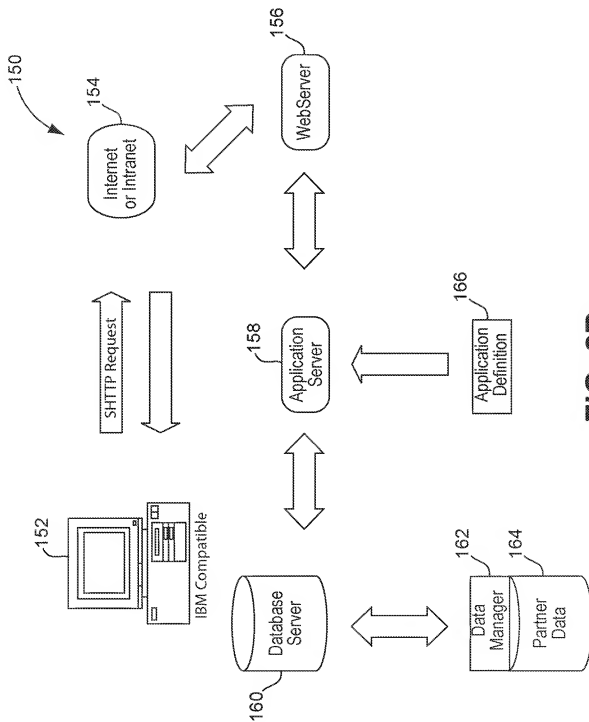 150
152
IBM Compatible
SHTTP Request
154
Internet
or Intranet
156
WebServer
158
Application
Server
160
Database
Server
162
Data
Manager
164
Partner
Data
166
Application
Definition